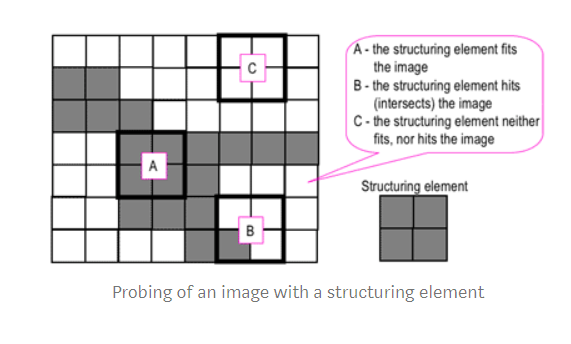 C
A
B
A - the structuring element fits
the image
B - the structuring element hits
(intersects) the image
C - the structuring element neither
fits, nor hits the image
Structuring element
Probing of an image with a structuring element